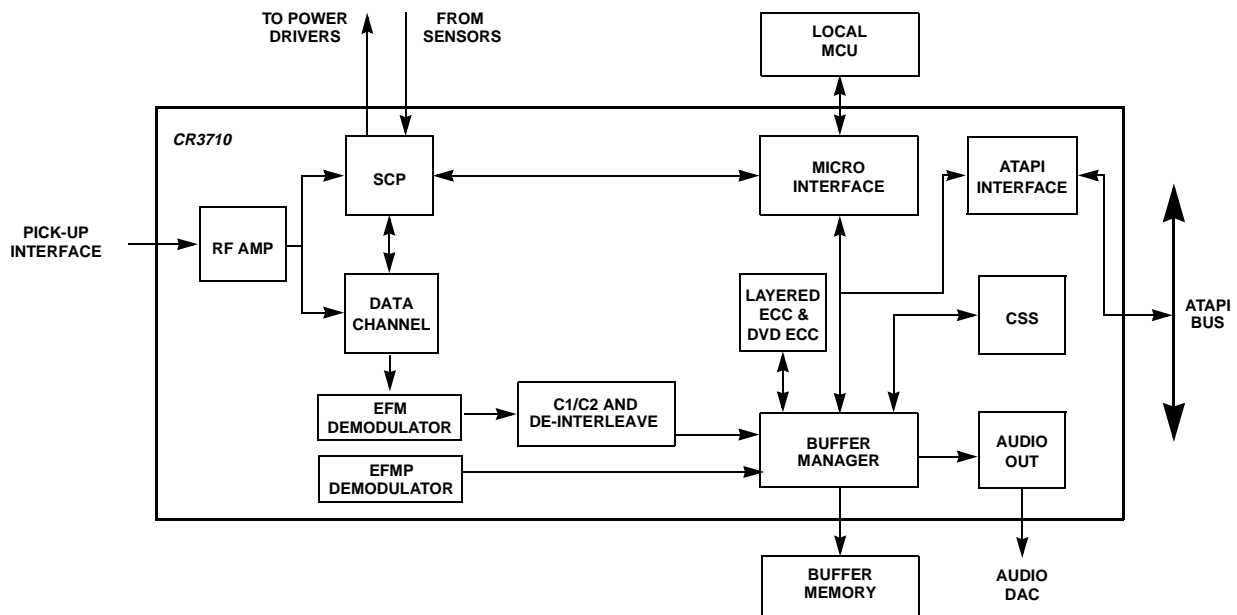 TO POWER
DRIVERS
FROM
SENSORS
LOCAL
MCU
CR3710
SCP
MICRO
INTERFACE
ATAPI
INTERFACE
PICK-UP
INTERFACE
RF AMP
DATA
CHANNEL
LAYERED
ECC &
DVD ECC
CSS
ATAPI
BUS
EFM
DEMODULATOR
C1/C2 AND
DE-INTERLEAVE
BUFFER
MANAGER
AUDIO
OUT
EFMP
DEMODULATOR
BUFFER
MEMORY
AUDIO
DAC